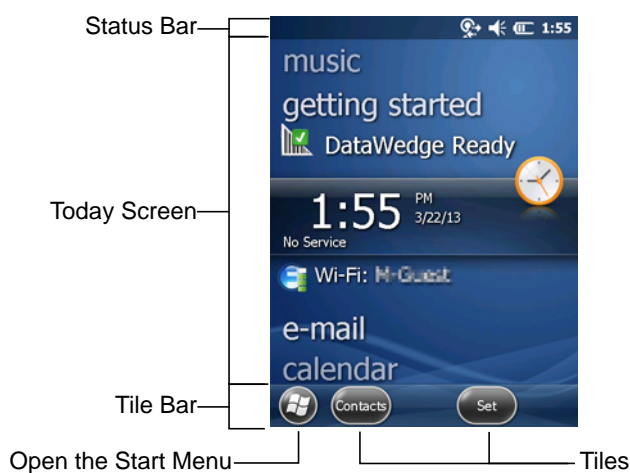 Status Bar
1:55
music
getting started
DataWedge Ready
Today Screen
1:55 PM
3/22/13
No Service
Wi-Fi: M-Guest
e-mail
calendar
Tile Bar
Contacts
Set
Open the Start Menu
Tiles